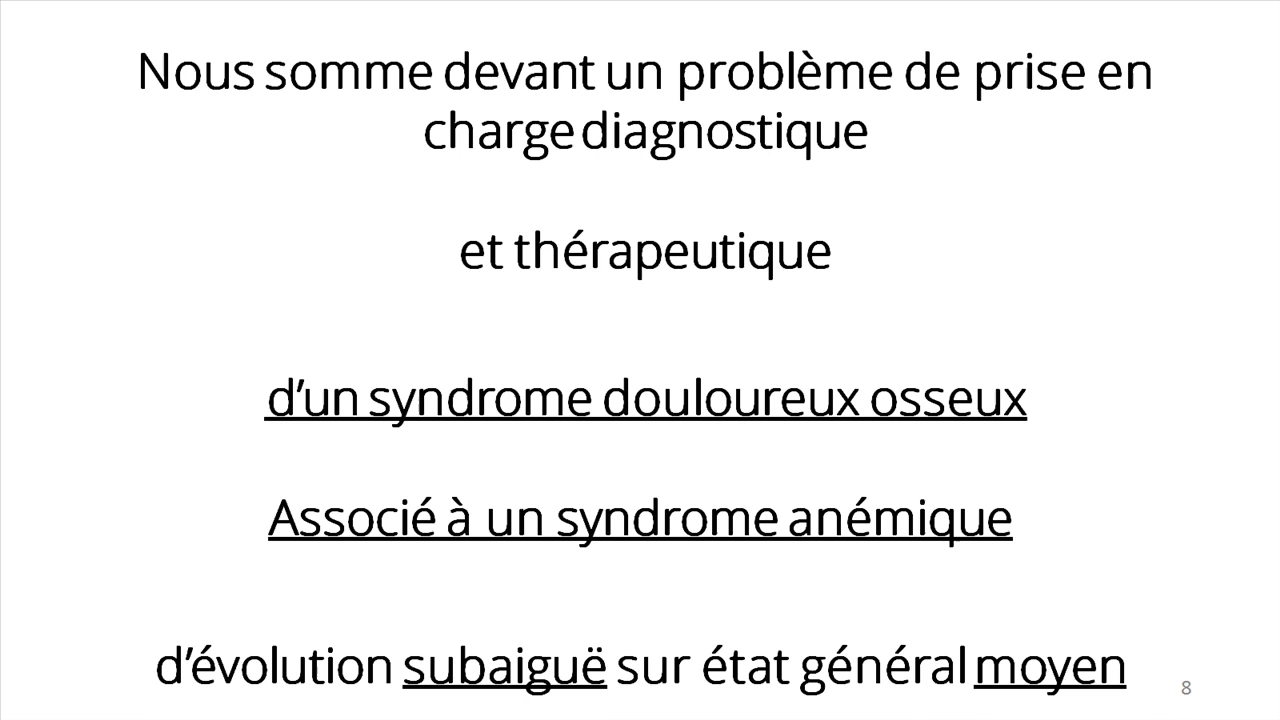 Nous somme devant un problème de prise en
charge diagnostique
et thérapeutique
d’un syndrome douloureux osseux
Associé à un syndrome anémique
d’évolution subaiguë sur état général moyen
8